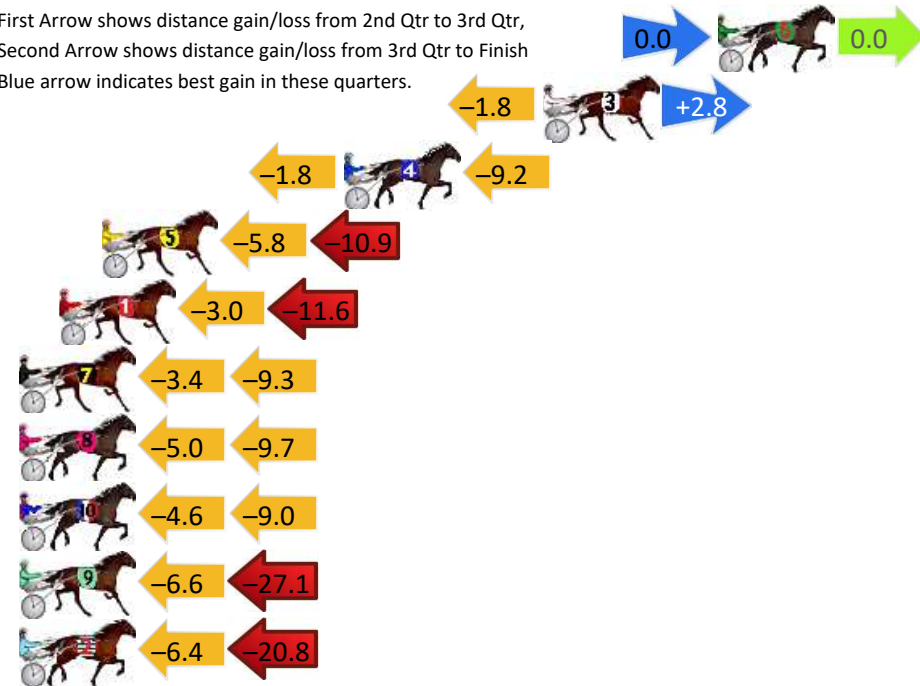 First Arrow shows distance gain/loss from 2nd Qtr to 3rd Qtr,
Second Arrow shows distance gain/loss from 3rd Qtr to Finish
Blue arrow indicates best gain in these quarters.
0.0 6 0.0
–1.8 3 +2.8
–1.8 4 –9.2
5 –5.8 –10.9
1 –3.0 –11.6
7 –3.4 –9.3
8 –5.0 –9.7
10 –4.6 –9.0
9 –6.6 –27.1
2 –6.4 –20.8